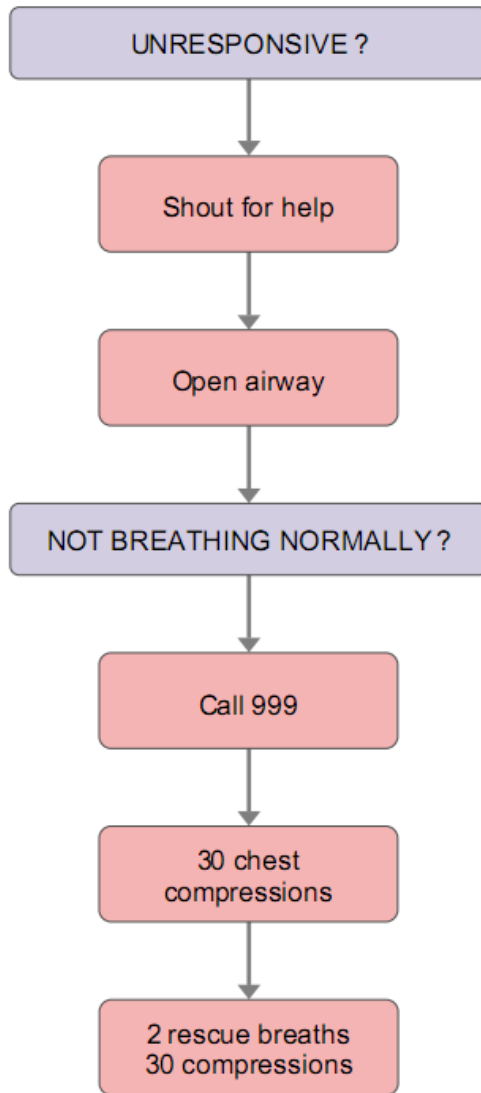 UNRESPONSIVE ?
Shout for help
Open airway
NOT BREATHING NORMALLY ?
Call 999
30 chest
compressions
2 rescue breaths
30 compressions